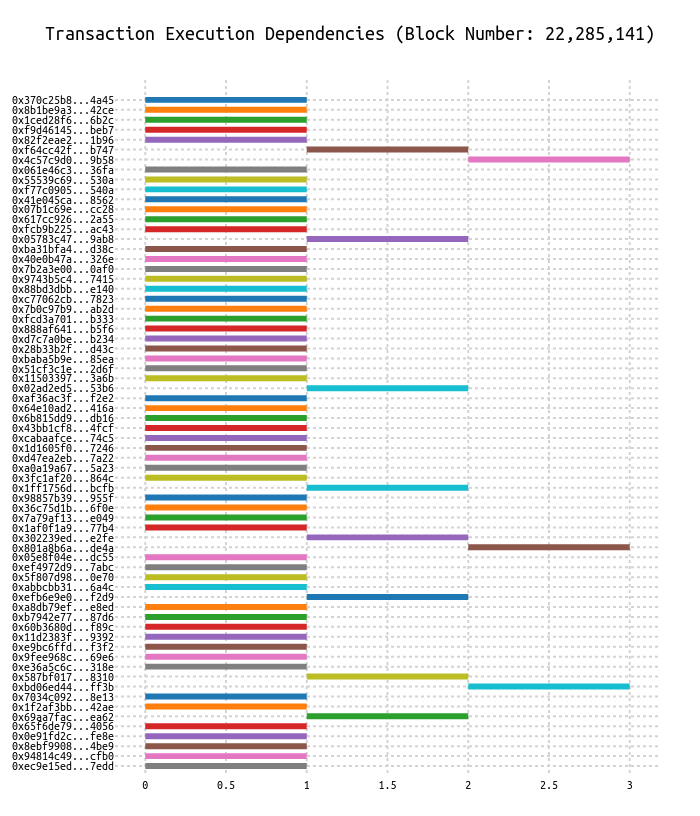 Transaction Execution Dependencies (Block Number: 22,285,141)
0x370c25b8...4a45
0x8b1be9a3...42ce
0x1ced28f6...6b2c
0xf9d46145...beb7
0x82f2eae2...1b96
0xf64cc42f...b747
0x4c57c9d0...9b58
0x061e46c3...36fa
0x55539c69...530a
0xf77c0905...540a
0x41e045ca...8562
0x07b1c69e...cc28
0x617cc926...2a55
0xfcb9b225...ac43
0x05783c47...9ab8
0xba31bfa4...d38c
0x40e0b47a...326e
0x7b2a3e00...0af0
0x9743b5c4...7415
0x88bd3dbb...e140
0xc77062cb...7823
0x7b0c97b9...ab2d
0xfcd3a701...b333
0x888af641...b5f6
0xd7c7a0be...b234
0x28b33b2f...d43c
0xbaba5b9e...85ea
0x51cf3c1e...2d6f
0x11503397...3a6b
0x02ad2ed5...53b6
0xaf36ac3f...f2e2
0x64e10ad2...416a
0x6b815dd9...db16
0x43bb1cf8...4fcf
0xcabaafce...74c5
0x1d1605f0...7246
0xd47ea2eb...7a22
0xa0a19a67...5a23
0x3fc1af20...864c
0x1ff1756d...bcfb
0x98857b39...955f
0x36c75d1b...6f0e
0x7a79af13...e049
0x1af0f1a9...77b4
0x302239ed...e2fe
0x801a8b6a...de4a
0x05e8f04e...dc55
0xef4972d9...7abc
0x5f807d98...0e70
0xabbcbb31...6a4c
0xefb6e9e0...f2d9
0xa8db79ef...e8ed
0xb7942e77...87d6
0x60b3680d...f89c
0x11d2383f...9392
0xe9bc6ffd...f3f2
0x9fee968c...69e6
0xe36a5c6c...318e
0x587bf017...8310
0xbd06ed44...ff3b
0x7034c092...8e13
0x1f2af3bb...42ae
0x69aa7fac...ea62
0x65f6de79...4056
0x0e91fd2c...fe8e
0x8ebf9908...4be9
0x94814c49...cfb0
0xec9e15ed...7edd
0 0.5 1 1.5 2 2.5 3